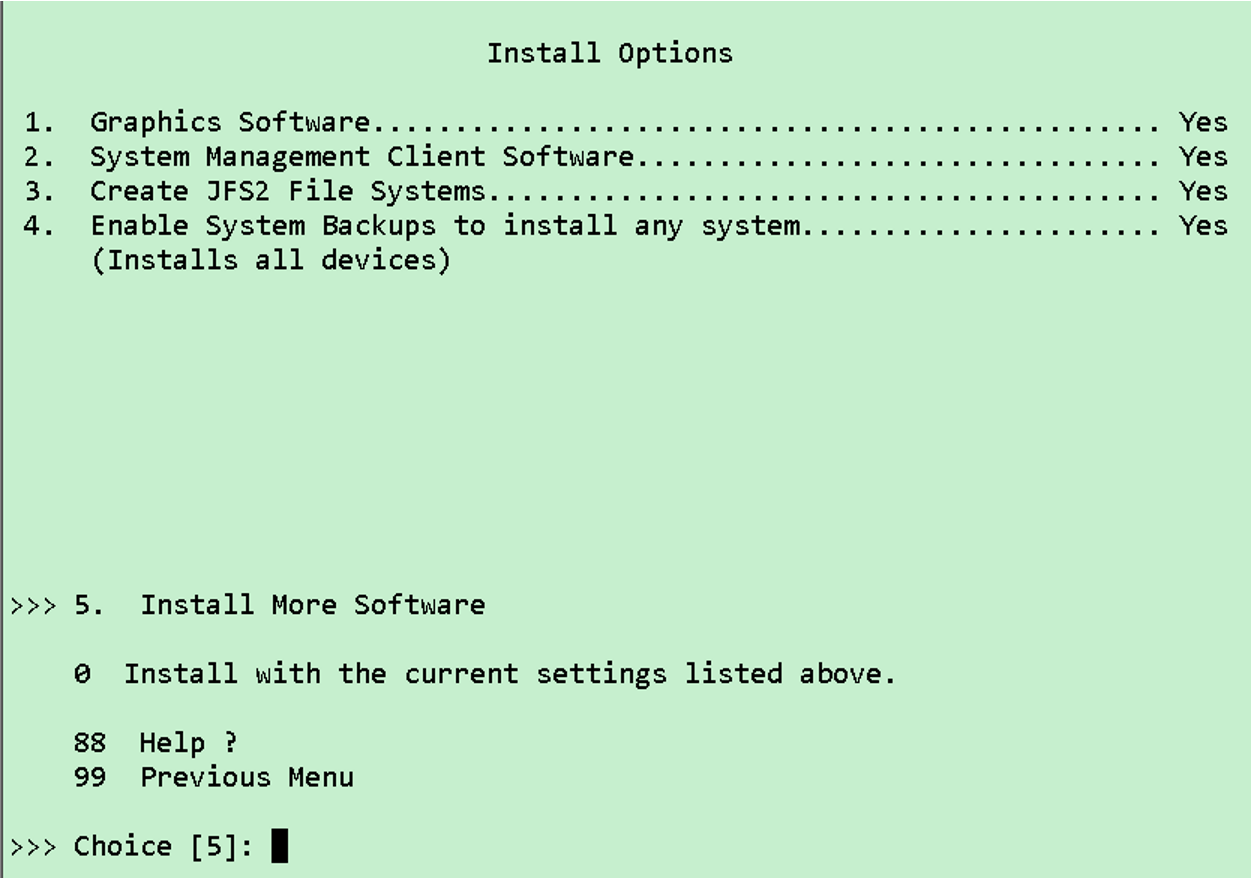 Install Options
1. Graphics Software................................................ Yes
2. System Management Client Software................................ Yes
3. Create JFS2 File Systems......................................... Yes
4. Enable System Backups to install any system...................... Yes
(Installs all devices)
>>> 5. Install More Software
0 Install with the current settings listed above.
88 Help ?
99 Previous Menu
>>> Choice [5]: